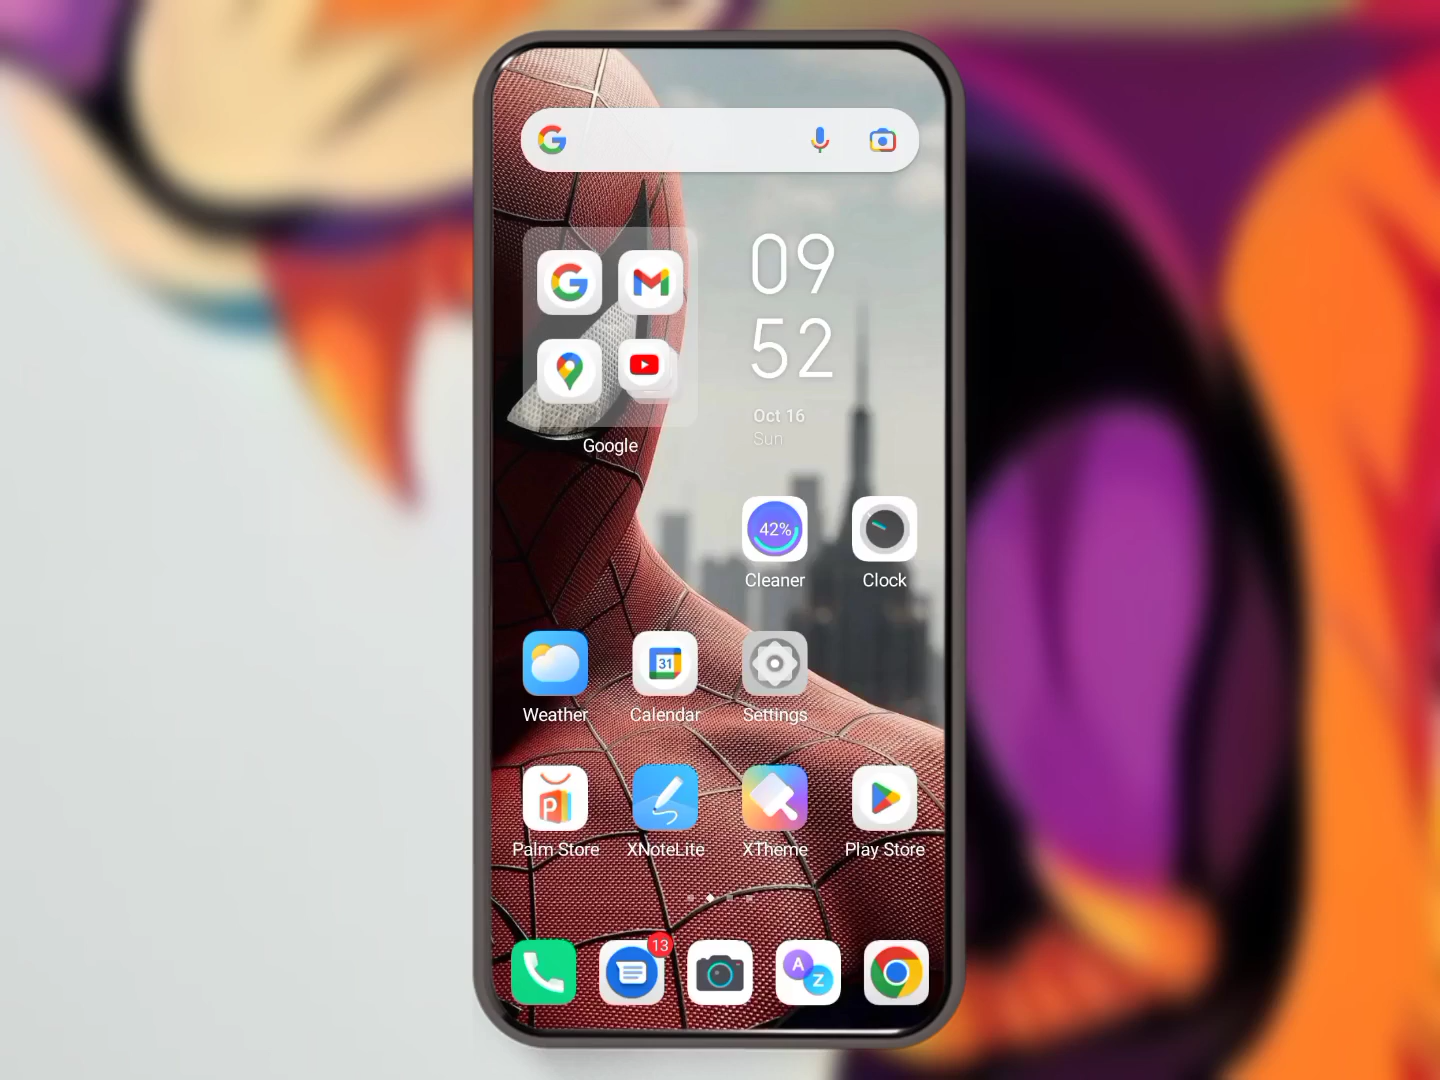 09
52
Oct 16
Sun
Google
42%
Cleaner
Clock
31
Weather
Calendar
Settings
P
Palm Store
XNoteLite
XTheme
Play Store
13
A
Z